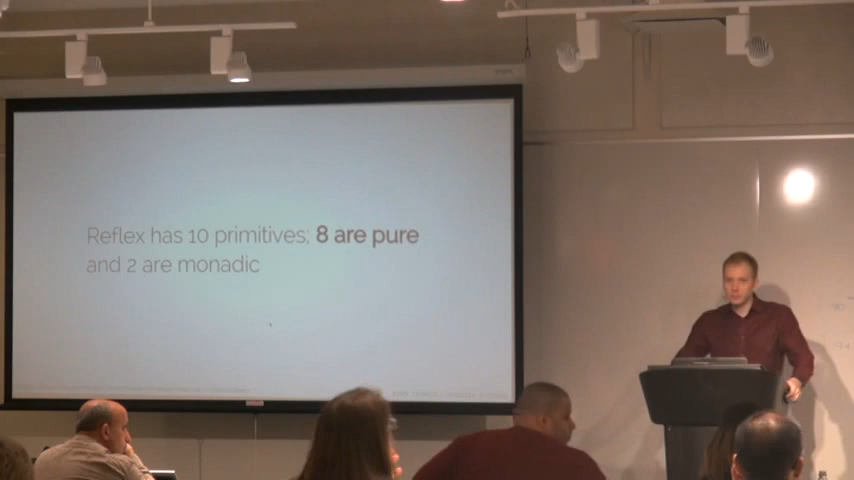 Reflex has 10 primitives; 8 are pure
and 2 are monadic